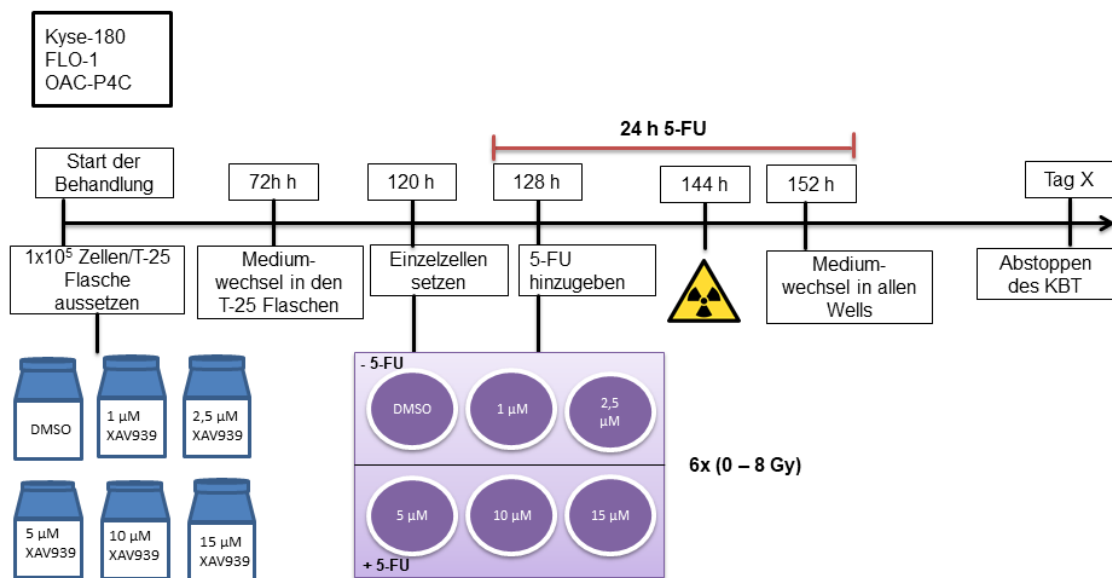 Kyse-180
FLO-1
OAC-P4C
24 h 5-FU
Start der
Behandlung
72h h
120 h
128 h
144 h
152 h
Tag X
1x10⁵ Zellen/T-25
Flasche
aussetzen
Medium-
wechsel in den
T-25 Flaschen
Einzelzellen
setzen
5-FU
hinzugeben
Medium-
wechsel in allen
Wells
Abstoppen
des KBT
DMSO
1 µM
XAV939
2,5 µM
XAV939
5 µM
XAV939
10 µM
XAV939
15 µM
XAV939
- 5-FU
DMSO
1 µM
2,5
µM
5 µM
10 µM
15 µM
+ 5-FU
6x (0 – 8 Gy)